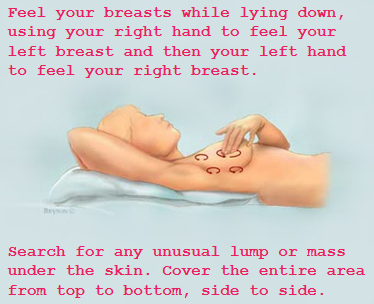 Feel your breasts while lying down,
using your right hand to feel your
left breast and then your left hand
to feel your right breast.
Search for any unusual lump or mass
under the skin. Cover the entire area
from top to bottom, side to side.